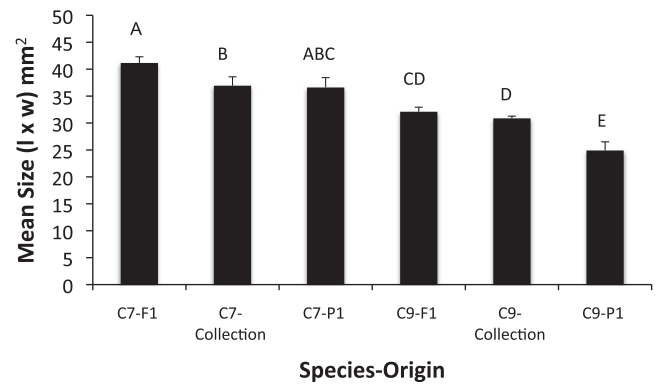 50
45
40
35
30
25
20
15
10
5
0
Mean Size (l x w) mm²
A
B
ABC
CD
D
E
C7-F1
C7-
Collection
C7-P1
C9-F1
C9-
Collection
C9-P1
Species-Origin